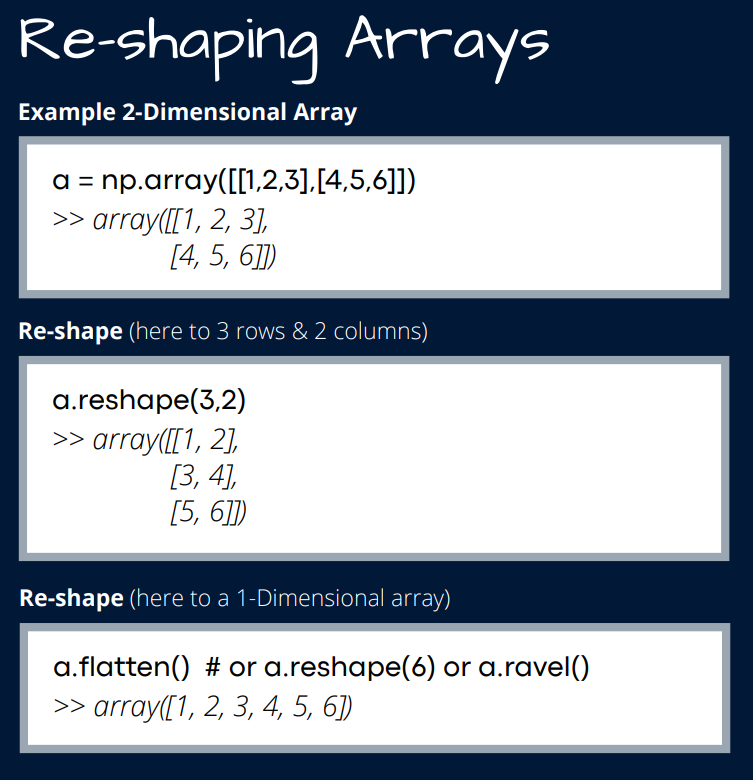 Re-shaping Arrays
Example 2-Dimensional Array
a = np.array([[1,2,3],[4,5,6]])
>> array([[1, 2, 3],
[4, 5, 6]])
Re-shape (here to 3 rows & 2 columns)
a.reshape(3,2)
>> array([[1, 2],
[3, 4],
[5, 6]])
Re-shape (here to a 1-Dimensional array)
a.flatten()  # or a.reshape(6) or a.ravel()
>> array([1, 2, 3, 4, 5, 6])